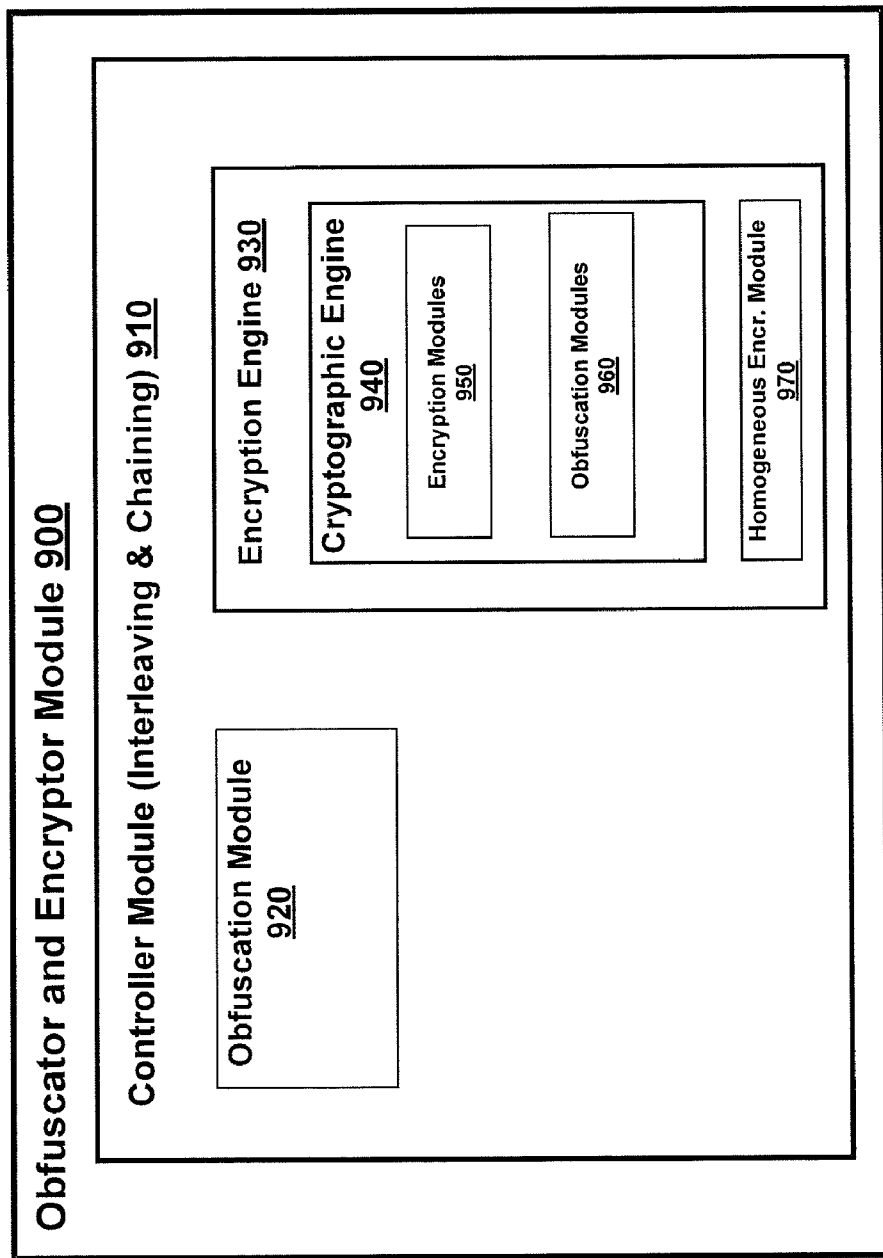 Obfuscator and Encryptor Module 900
Controller Module (Interleaving & Chaining) 910
Obfuscation Module
920
Encryption Engine 930
Cryptographic Engine
940
Encryption Modules
950
Obfuscation Modules
960
Homogeneous Encr. Module
970